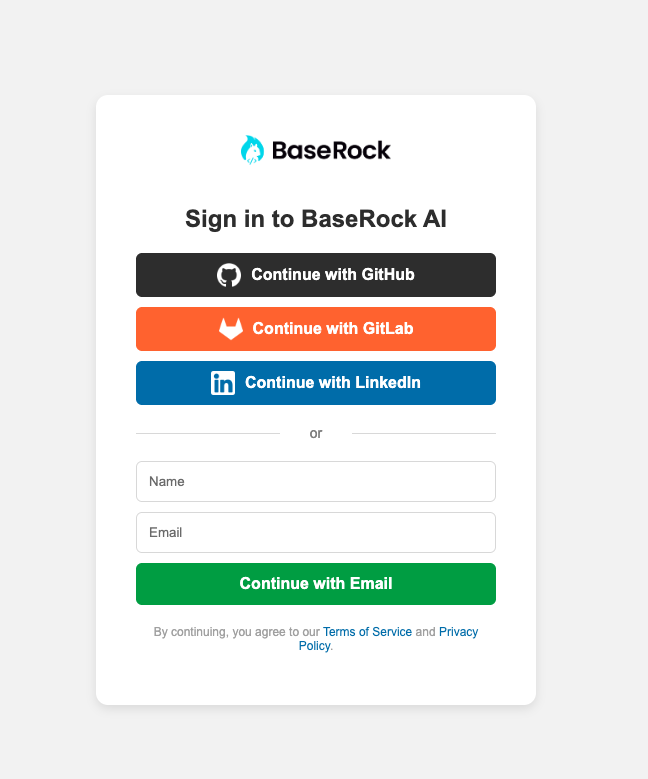 BaseRock
Sign in to BaseRock AI
Continue with GitHub
Continue with GitLab
Continue with LinkedIn
or
Name
Email
Continue with Email
By continuing, you agree to our Terms of Service and Privacy
Policy.